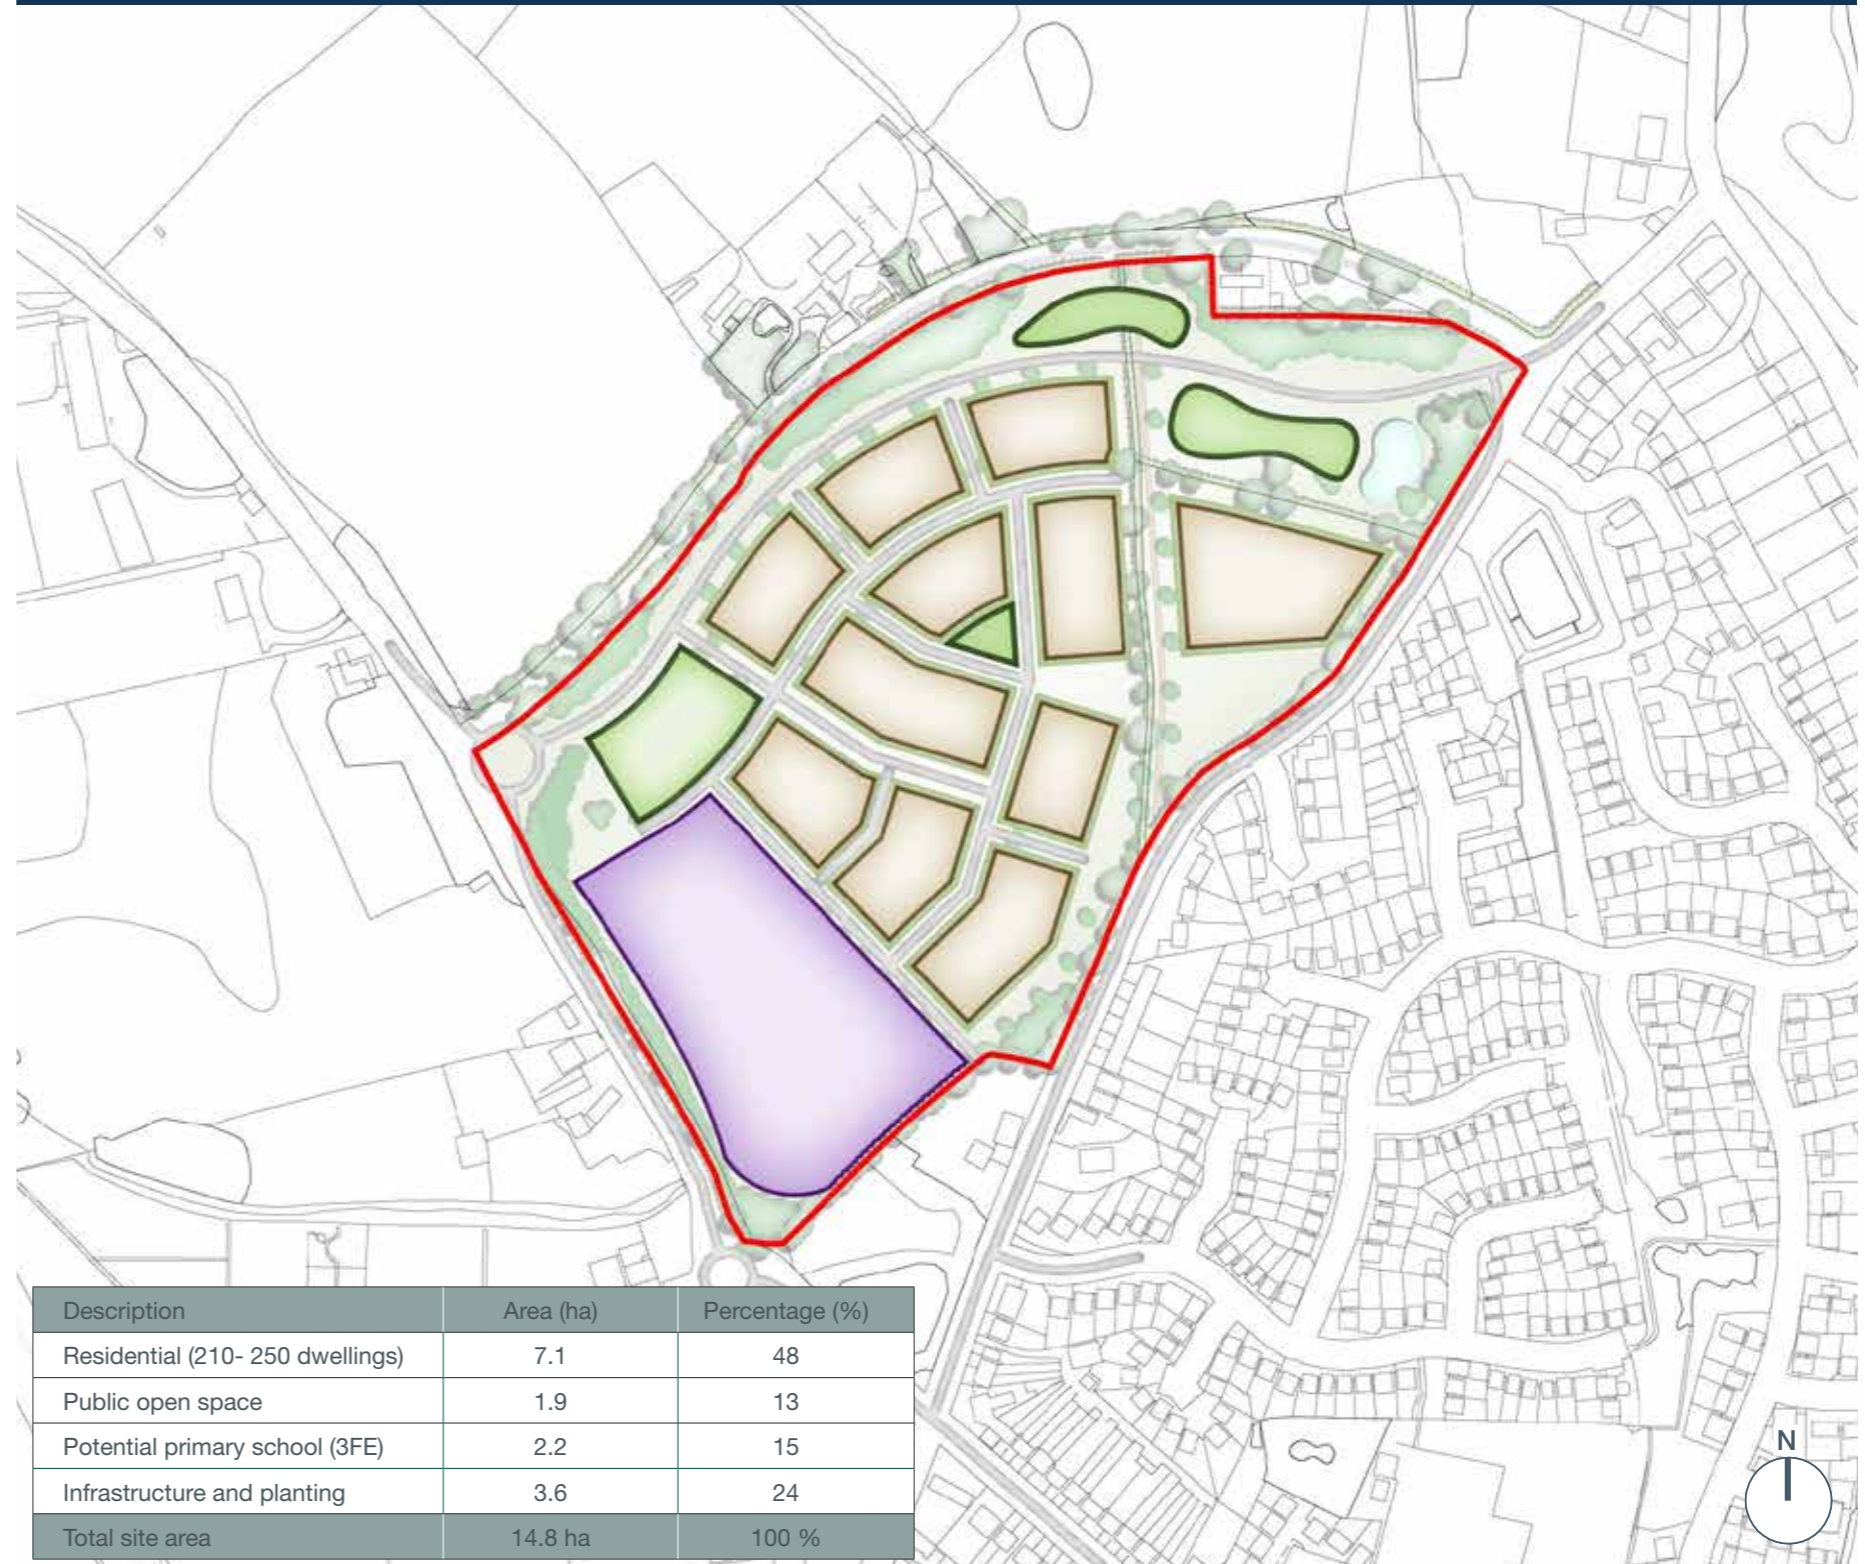 Description Area (ha) Percentage (%)
Residential (210- 250 dwellings) 7.1 48
Public open space 1.9 13
Potential primary school (3FE) 2.2 15
Infrastructure and planting 3.6 24
Total site area 14.8 ha 100 %
N